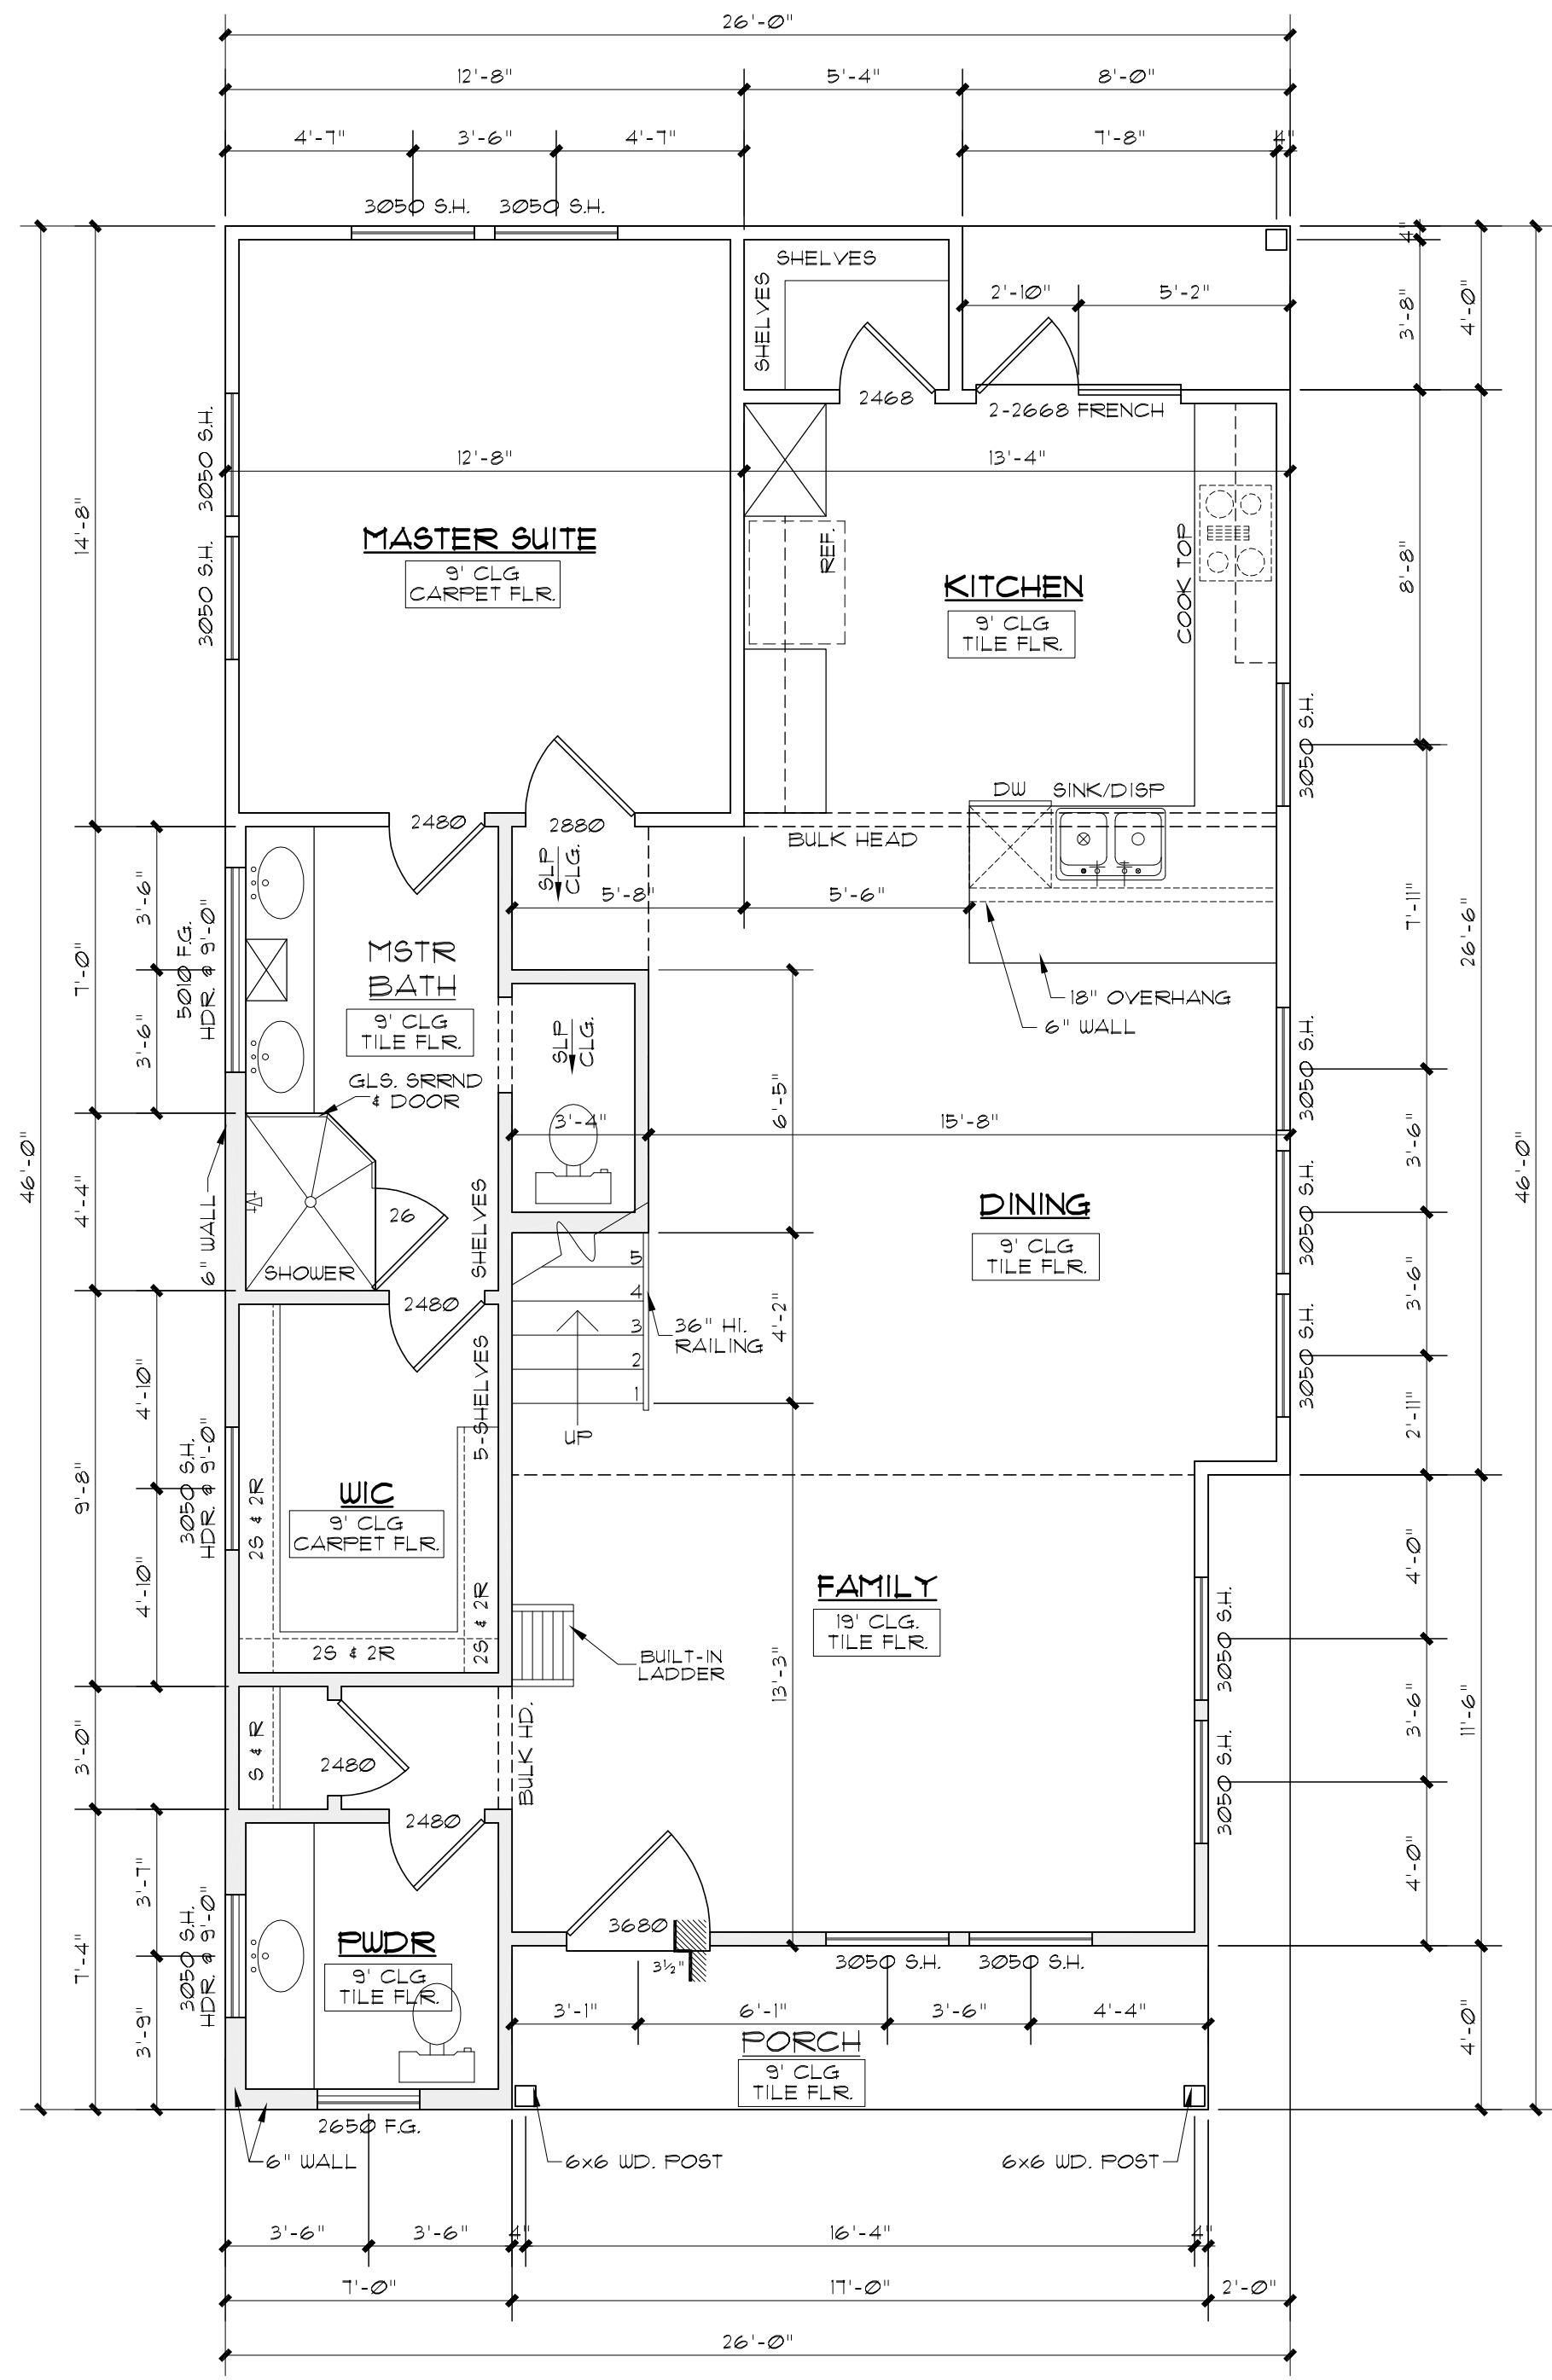 26'-0"
12'-8"
5'-4"
8'-0"
4'-7"
3'-6"
4'-7"
7'-8"
4"
3050 S.H.
3050 S.H.
4"
SHELVES
SHELVES
2'-10"
5'-2"
3'-8"
4'-0"
2468
2-2668 FRENCH
3050 S.H.
12'-8"
13'-4"
14'-8"
MASTER SUITE
9' CLG
CARPET FLR.
REF.
COOK TOP
KITCHEN
9' CLG
TILE FLR.
8'-8"
3050 S.H.
3050 S.H.
DW
SINK/DISP
2480
2880
BULK HEAD
SLP
CLG.
5'-8"
5'-6"
3'-6"
7'-11"
26'-6"
5010 F.G.
HDR. @ 9'-0"
7'-0"
MSTR
BATH
9' CLG
TILE FLR.
18" OVERHANG
6" WALL
SLP
CLG.
3'-6"
3050 S.H.
GLS. SRRND
& DOOR
6'-5"
3'-4"
15'-8"
3'-6"
46'-0"
46'-0"
4'-4"
6" WALL
26
SHELVES
DINING
9' CLG
TILE FLR.
3050 S.H.
SHOWER
2480
5
4
3
2
1
UP
36" HI.
RAILING
4'-2"
3'-6"
3050 S.H.
4'-10"
5-SHELVES
2'-11"
3050 S.H.
HDR. @ 9'-0"
9'-8"
2S & 2R
WIC
9' CLG
CARPET FLR.
4'-0"
4'-10"
2S & 2R
2S & 2R
FAMILY
19' CLG.
TILE FLR.
3050 S.H.
BUILT-IN
LADDER
13'-3"
3'-6"
11'-6"
3'-0"
S & R
2480
BULK HD.
3050 S.H.
2480
4'-0"
3'-7"
3050 S.H.
HDR. @ 9'-0"
7'-4"
3680
3 1/2"
PWDR
9' CLG
TILE FLR.
3050 S.H.
3050 S.H.
3'-9"
3'-1"
6'-1"
3'-6"
4'-4"
4'-0"
PORCH
9' CLG
TILE FLR.
2650 F.G.
6" WALL
6x6 WD. POST
6x6 WD. POST
3'-6"
3'-6"
4"
16'-4"
4"
7'-0"
17'-0"
2'-0"
26'-0"